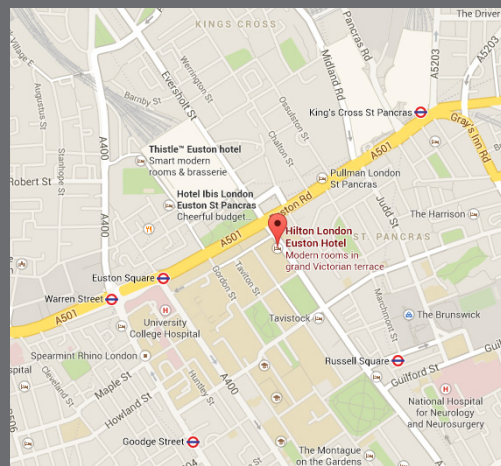 KINGS CROSS
The Driver
Pancras Rd
Midland Rd
A5203
A5203
A400
Eversholt St
Werrington St
Barnby St
Augustus St
Stanhope St
Ossulston St
Chalton St
King's Cross St Pancras
A501
Gray's Inn Rd
Thistle™ Euston hotel
Smart modern
rooms & brasserie
Robert St
A400
Pullman London
St Pancras
Hotel Ibis London
Euston St Pancras
Cheerful budget...
Euston Rd
Judd St
The Harrison
A501
Hilton London
Euston Hotel
Modern rooms in
grand Victorian terrace
ST. PANCRAS
Euston Square
Gordon St
Taviton St
Warren Street
A501
Marchmont St
University
College Hospital
Tavistock
The Brunswick
Spearmint Rhino London
Russell Square
Guilford St
Guilford St
spital
Cleveland St
Maple St
Huntley St
A400
Howland St
National Hospital
for Neurology
and Neurosurgery
Goodge Street
The Montague
on the Gardens